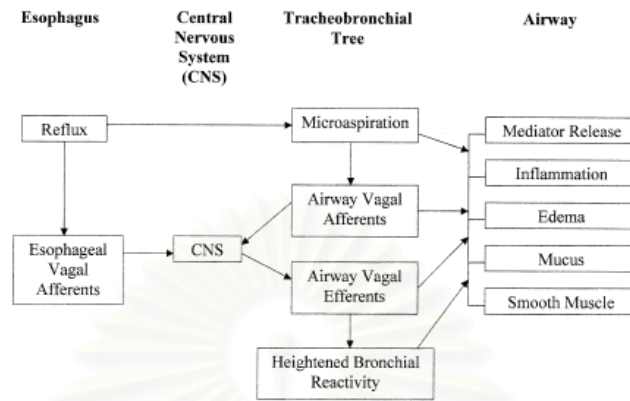 Esophagus
Central
Nervous
System
(CNS)
Tracheobronchial
Tree
Airway
Reflux
Microaspiration
Mediator Release
Inflammation
Airway Vagal
Afferents
Edema
Esophageal
Vagal
Afferents
CNS
Airway Vagal
Efferents
Mucus
Smooth Muscle
Heightened Bronchial
Reactivity